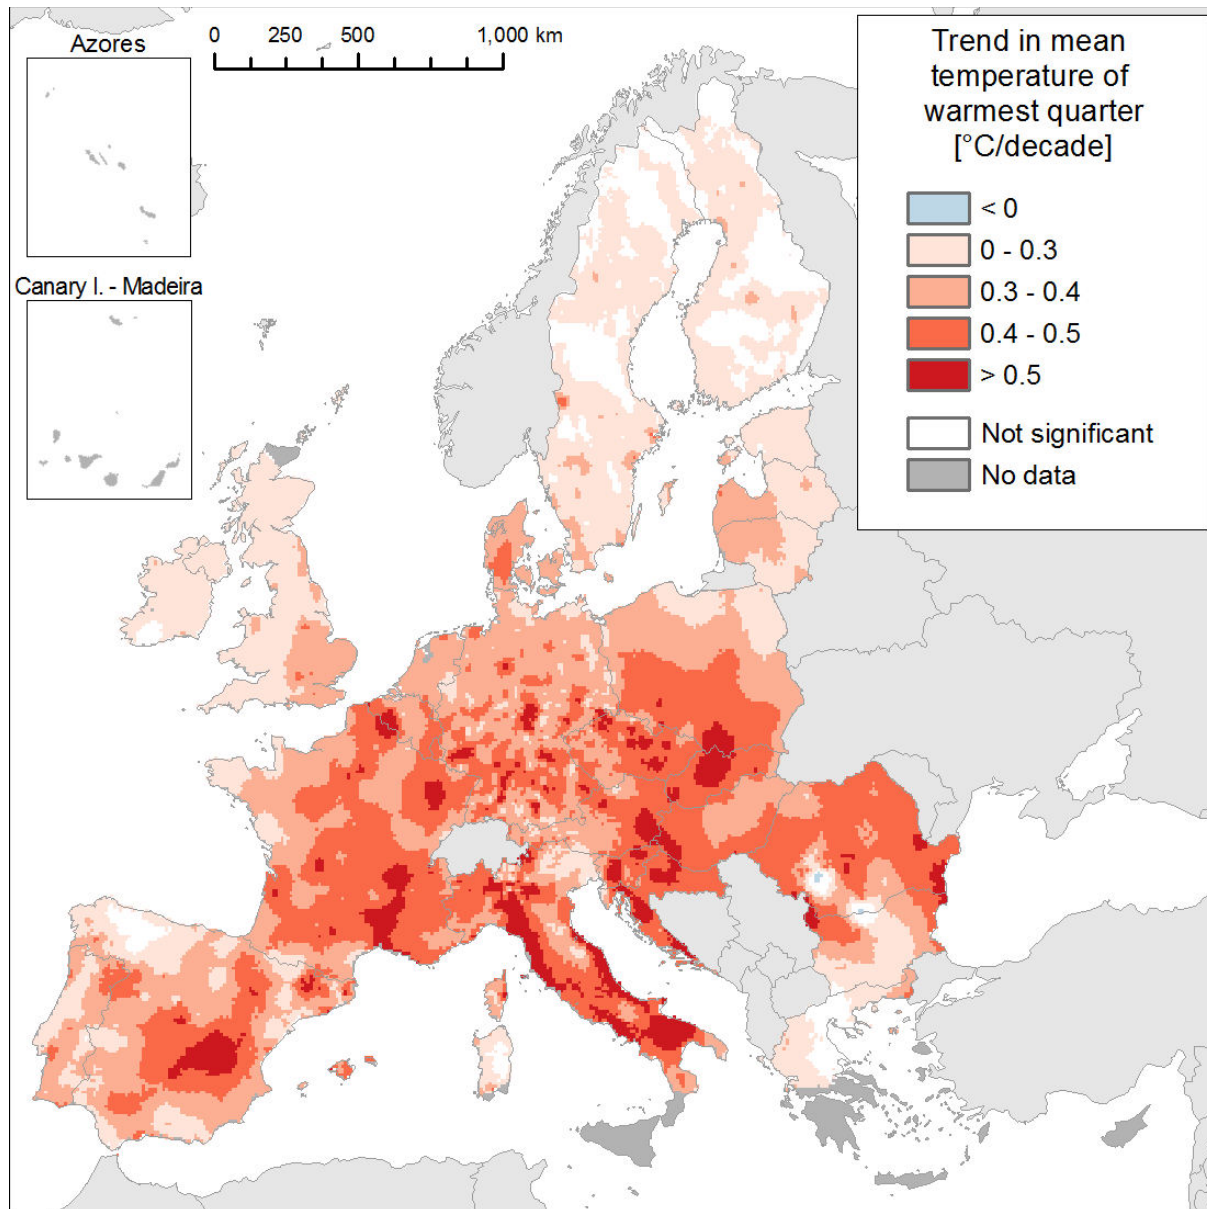 Azores
0 250 500 1,000 km
Canary I. - Madeira
Trend in mean
temperature of
warmest quarter
[°C/decade]
< 0
0 - 0.3
0.3 - 0.4
0.4 - 0.5
> 0.5
Not significant
No data